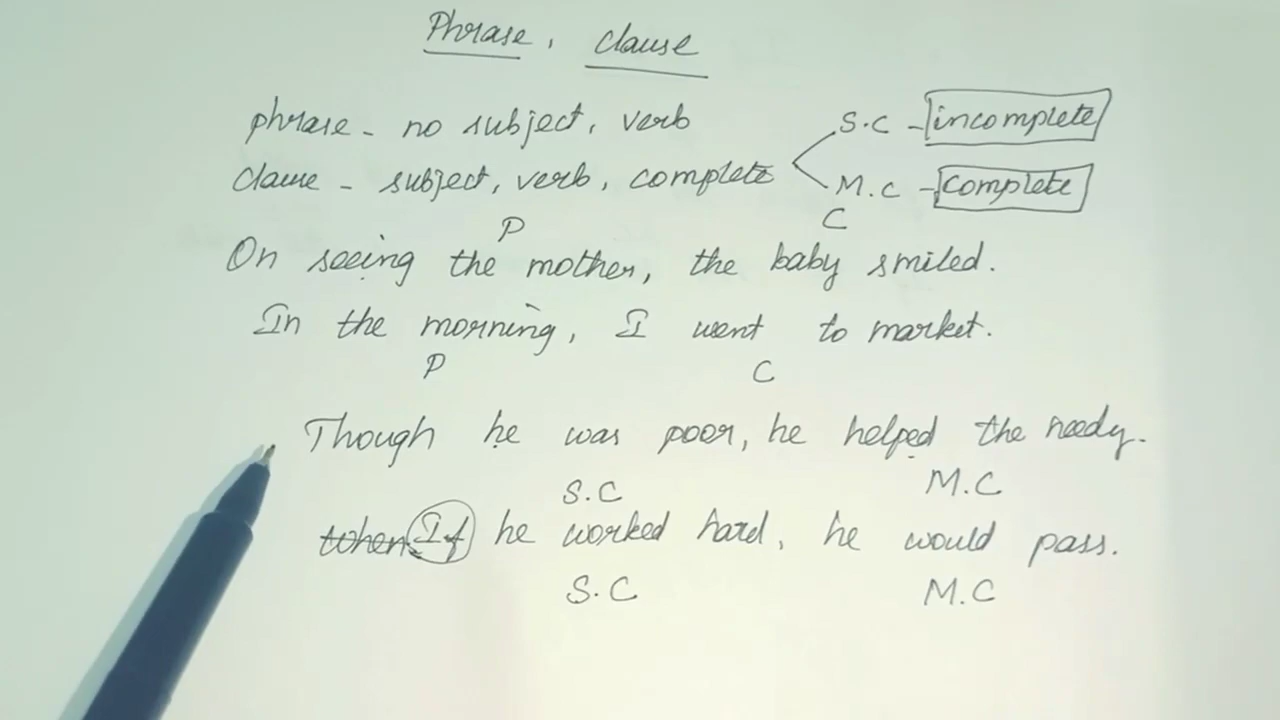 Phrase, Clause
phrase - no subject, verb
S.C - incomplete
clause - subject, verb, complete
M.C - complete
P C
On seeing the mother, the baby smiled.
In the morning, I went to market.
P C
Though he was poor, he helped the needy.
S.C M.C
when If he worked hard, he would pass.
S.C M.C